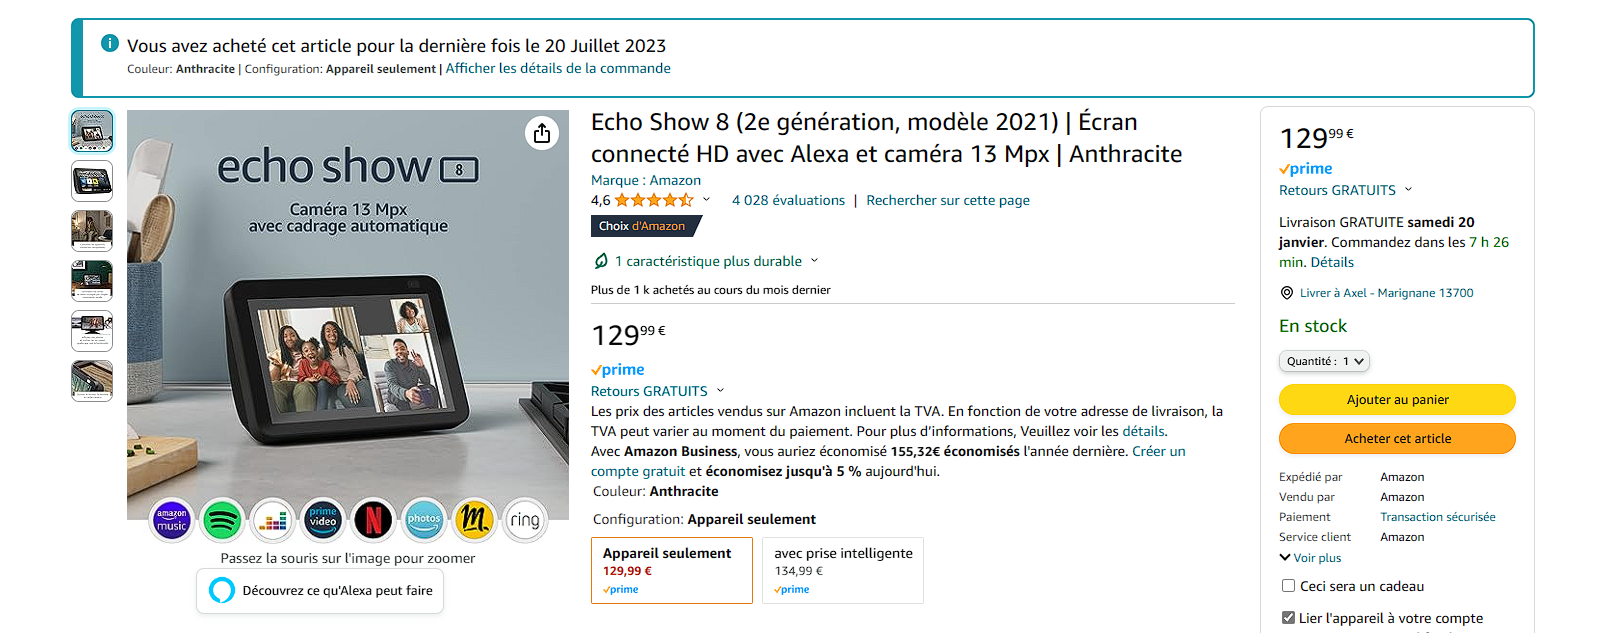 Vous avez acheté cet article pour la dernière fois le 20 Juillet 2023
Couleur: Anthracite | Configuration: Appareil seulement | Afficher les détails de la commande
echo show 8
Caméra 13 Mpx
avec cadrage automatique
amazon music
prime video
N
photos
m
ring
Passez la souris sur l'image pour zoomer
Découvrez ce qu'Alexa peut faire
Echo Show 8 (2e génération, modèle 2021) | Écran
connecté HD avec Alexa et caméra 13 Mpx | Anthracite
Marque : Amazon
4,6 4 028 évaluations | Rechercher sur cette page
Choix d'Amazon
1 caractéristique plus durable
Plus de 1 k achetés au cours du mois dernier
129,99 €
prime
Retours GRATUITS
Les prix des articles vendus sur Amazon incluent la TVA. En fonction de votre adresse de livraison, la
TVA peut varier au moment du paiement. Pour plus d’informations, Veuillez voir les détails.
Avec Amazon Business, vous auriez économisé 155,32€ économisés l'année dernière. Créer un
compte gratuit et économisez jusqu'à 5 % aujourd'hui.
Couleur: Anthracite
Configuration: Appareil seulement
Appareil seulement
129,99 €
prime
avec prise intelligente
134,99 €
prime
129,99 €
prime
Retours GRATUITS
Livraison GRATUITE samedi 20
janvier. Commandez dans les 7 h 26
min. Détails
Livrer à Axel - Marignane 13700
En stock
Quantité : 1
Ajouter au panier
Acheter cet article
Expédié par Amazon
Vendu par Amazon
Paiement Transaction sécurisée
Service client Amazon
Voir plus
Ceci sera un cadeau
Lier l'appareil à votre compte